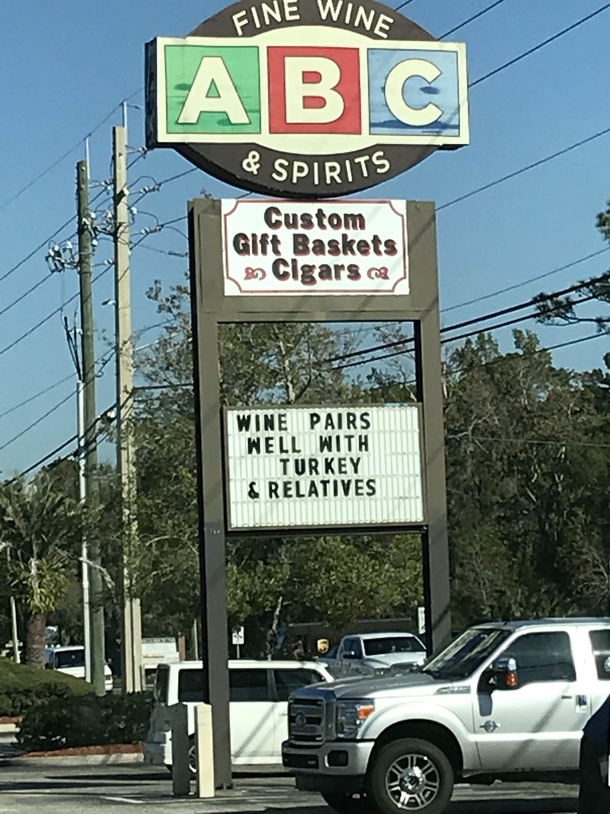 FINE WINE
ABC
& SPIRITS
Custom
Gift Baskets
Cigars
WINE PAIRS
WELL WITH
TURKEY
& RELATIVES